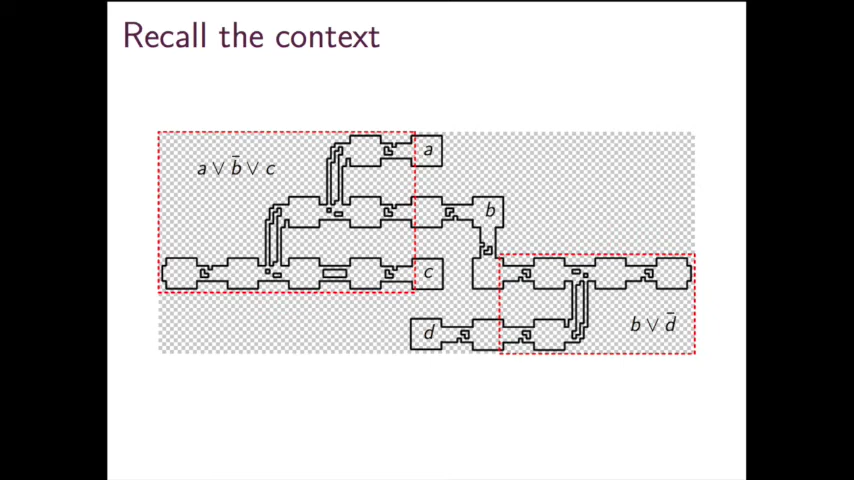 Recall the context
a
a ∨ b̄ ∨ c
b
c
d
b ∨ d̄